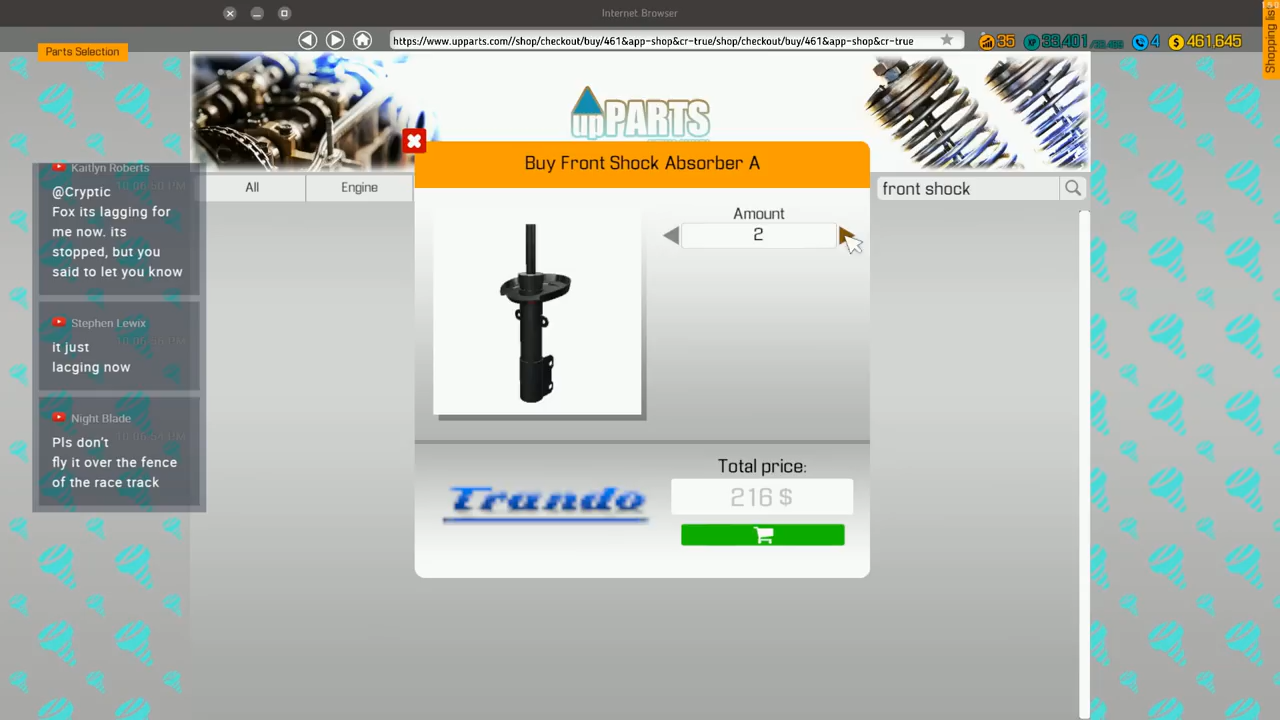 Internet Browser
https://www.upparts.com//shop/checkout/buy/461&app-shop&cr-true/shop/checkout/buy/461&app-shop&cr-true
35
4
461,645
Shopping list
Parts Selection
upPARTS
Buy Front Shock Absorber A
All
Engine
front shock
Amount
2
Kaitlyn Roberts
@Cryptic
Fox its lagging for
me now. its
stopped, but you
said to let you know
Stephen Lewix
it just
lacging now
Night Blade
Pls don't
fly it over the fence
of the race track
Trando
Total price:
216 $